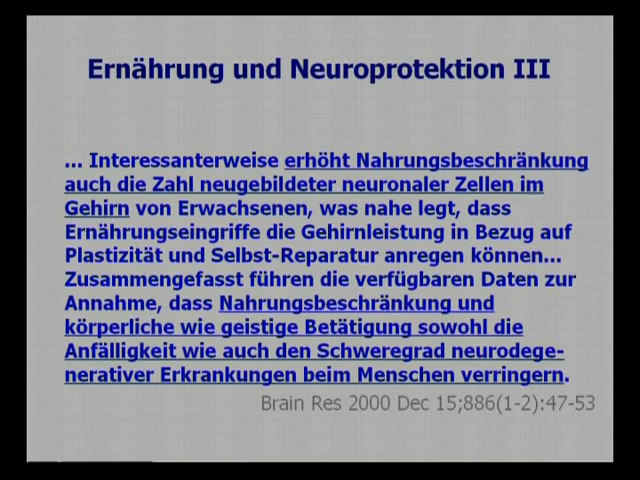 Ernährung und Neuroprotektion III
... Interessanterweise erhöht Nahrungsbeschränkung
auch die Zahl neugebildeter neuronaler Zellen im
Gehirn von Erwachsenen, was nahe legt, dass
Ernährungseingriffe die Gehirnleistung in Bezug auf
Plastizität und Selbst-Reparatur anregen können...
Zusammengefasst führen die verfügbaren Daten zur
Annahme, dass Nahrungsbeschränkung und
körperliche wie geistige Betätigung sowohl die
Anfälligkeit wie auch den Schweregrad neurodege-
nerativer Erkrankungen beim Menschen verringern.
Brain Res 2000 Dec 15;886(1-2):47-53